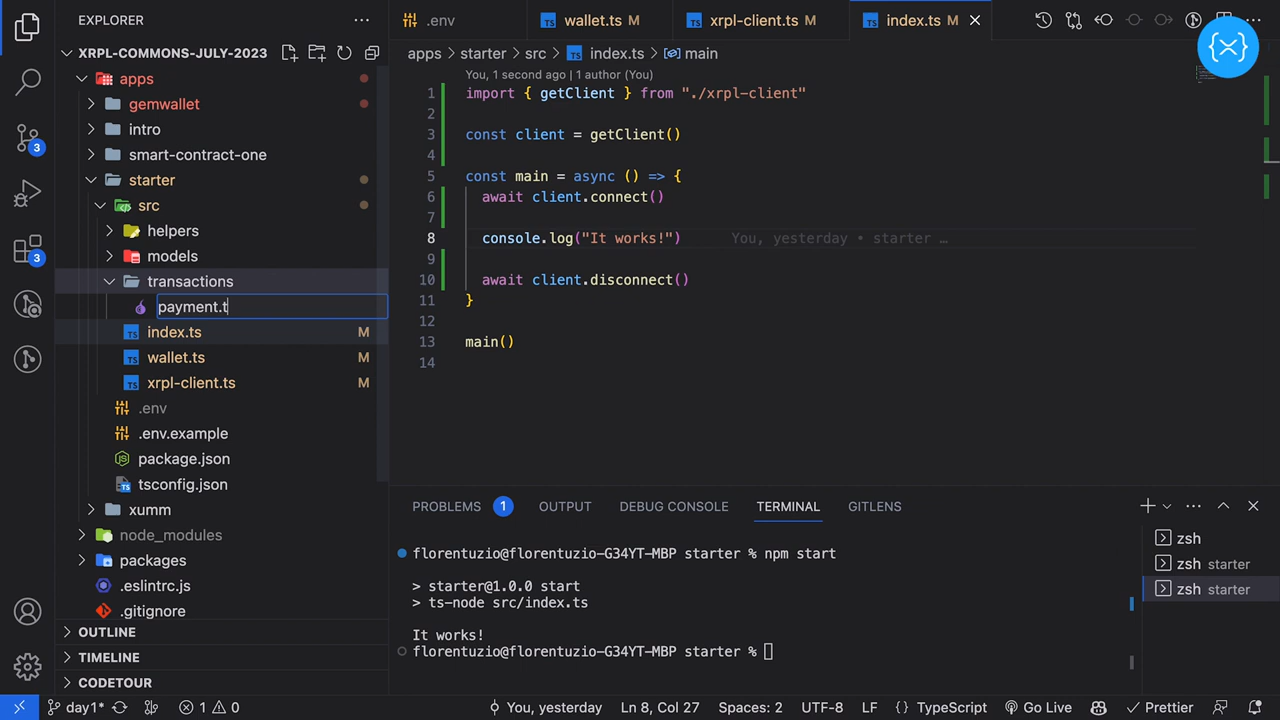 EXPLORER
XRPL-COMMONS-JULY-2023
apps
gemwallet
intro
smart-contract-one
starter
src
helpers
models
transactions
payment.t
index.ts M
wallet.ts M
xrpl-client.ts M
.env
.env.example
package.json
tsconfig.json
xumm
node_modules
packages
.eslintrc.js
.gitignore
OUTLINE
TIMELINE
CODETOUR
3
3
.env
wallet.ts M
xrpl-client.ts M
index.ts M
apps > starter > src > index.ts > main
You, 1 second ago | 1 author (You)
1 import { getClient } from "./xrpl-client"
2
3 const client = getClient()
4
5 const main = async () => {
6 await client.connect()
7
8 console.log("It works!") You, yesterday • starter …
9
10 await client.disconnect()
11 }
12
13 main()
14
PROBLEMS 1 OUTPUT DEBUG CONSOLE TERMINAL GITLENS
florentuzio@florentuzio-G34YT-MBP starter % npm start
> starter@1.0.0 start
> ts-node src/index.ts
It works!
florentuzio@florentuzio-G34YT-MBP starter %
zsh
zsh starter
zsh starter
day1* 1 0 You, yesterday Ln 8, Col 27 Spaces: 2 UTF-8 LF {} TypeScript Go Live Prettier